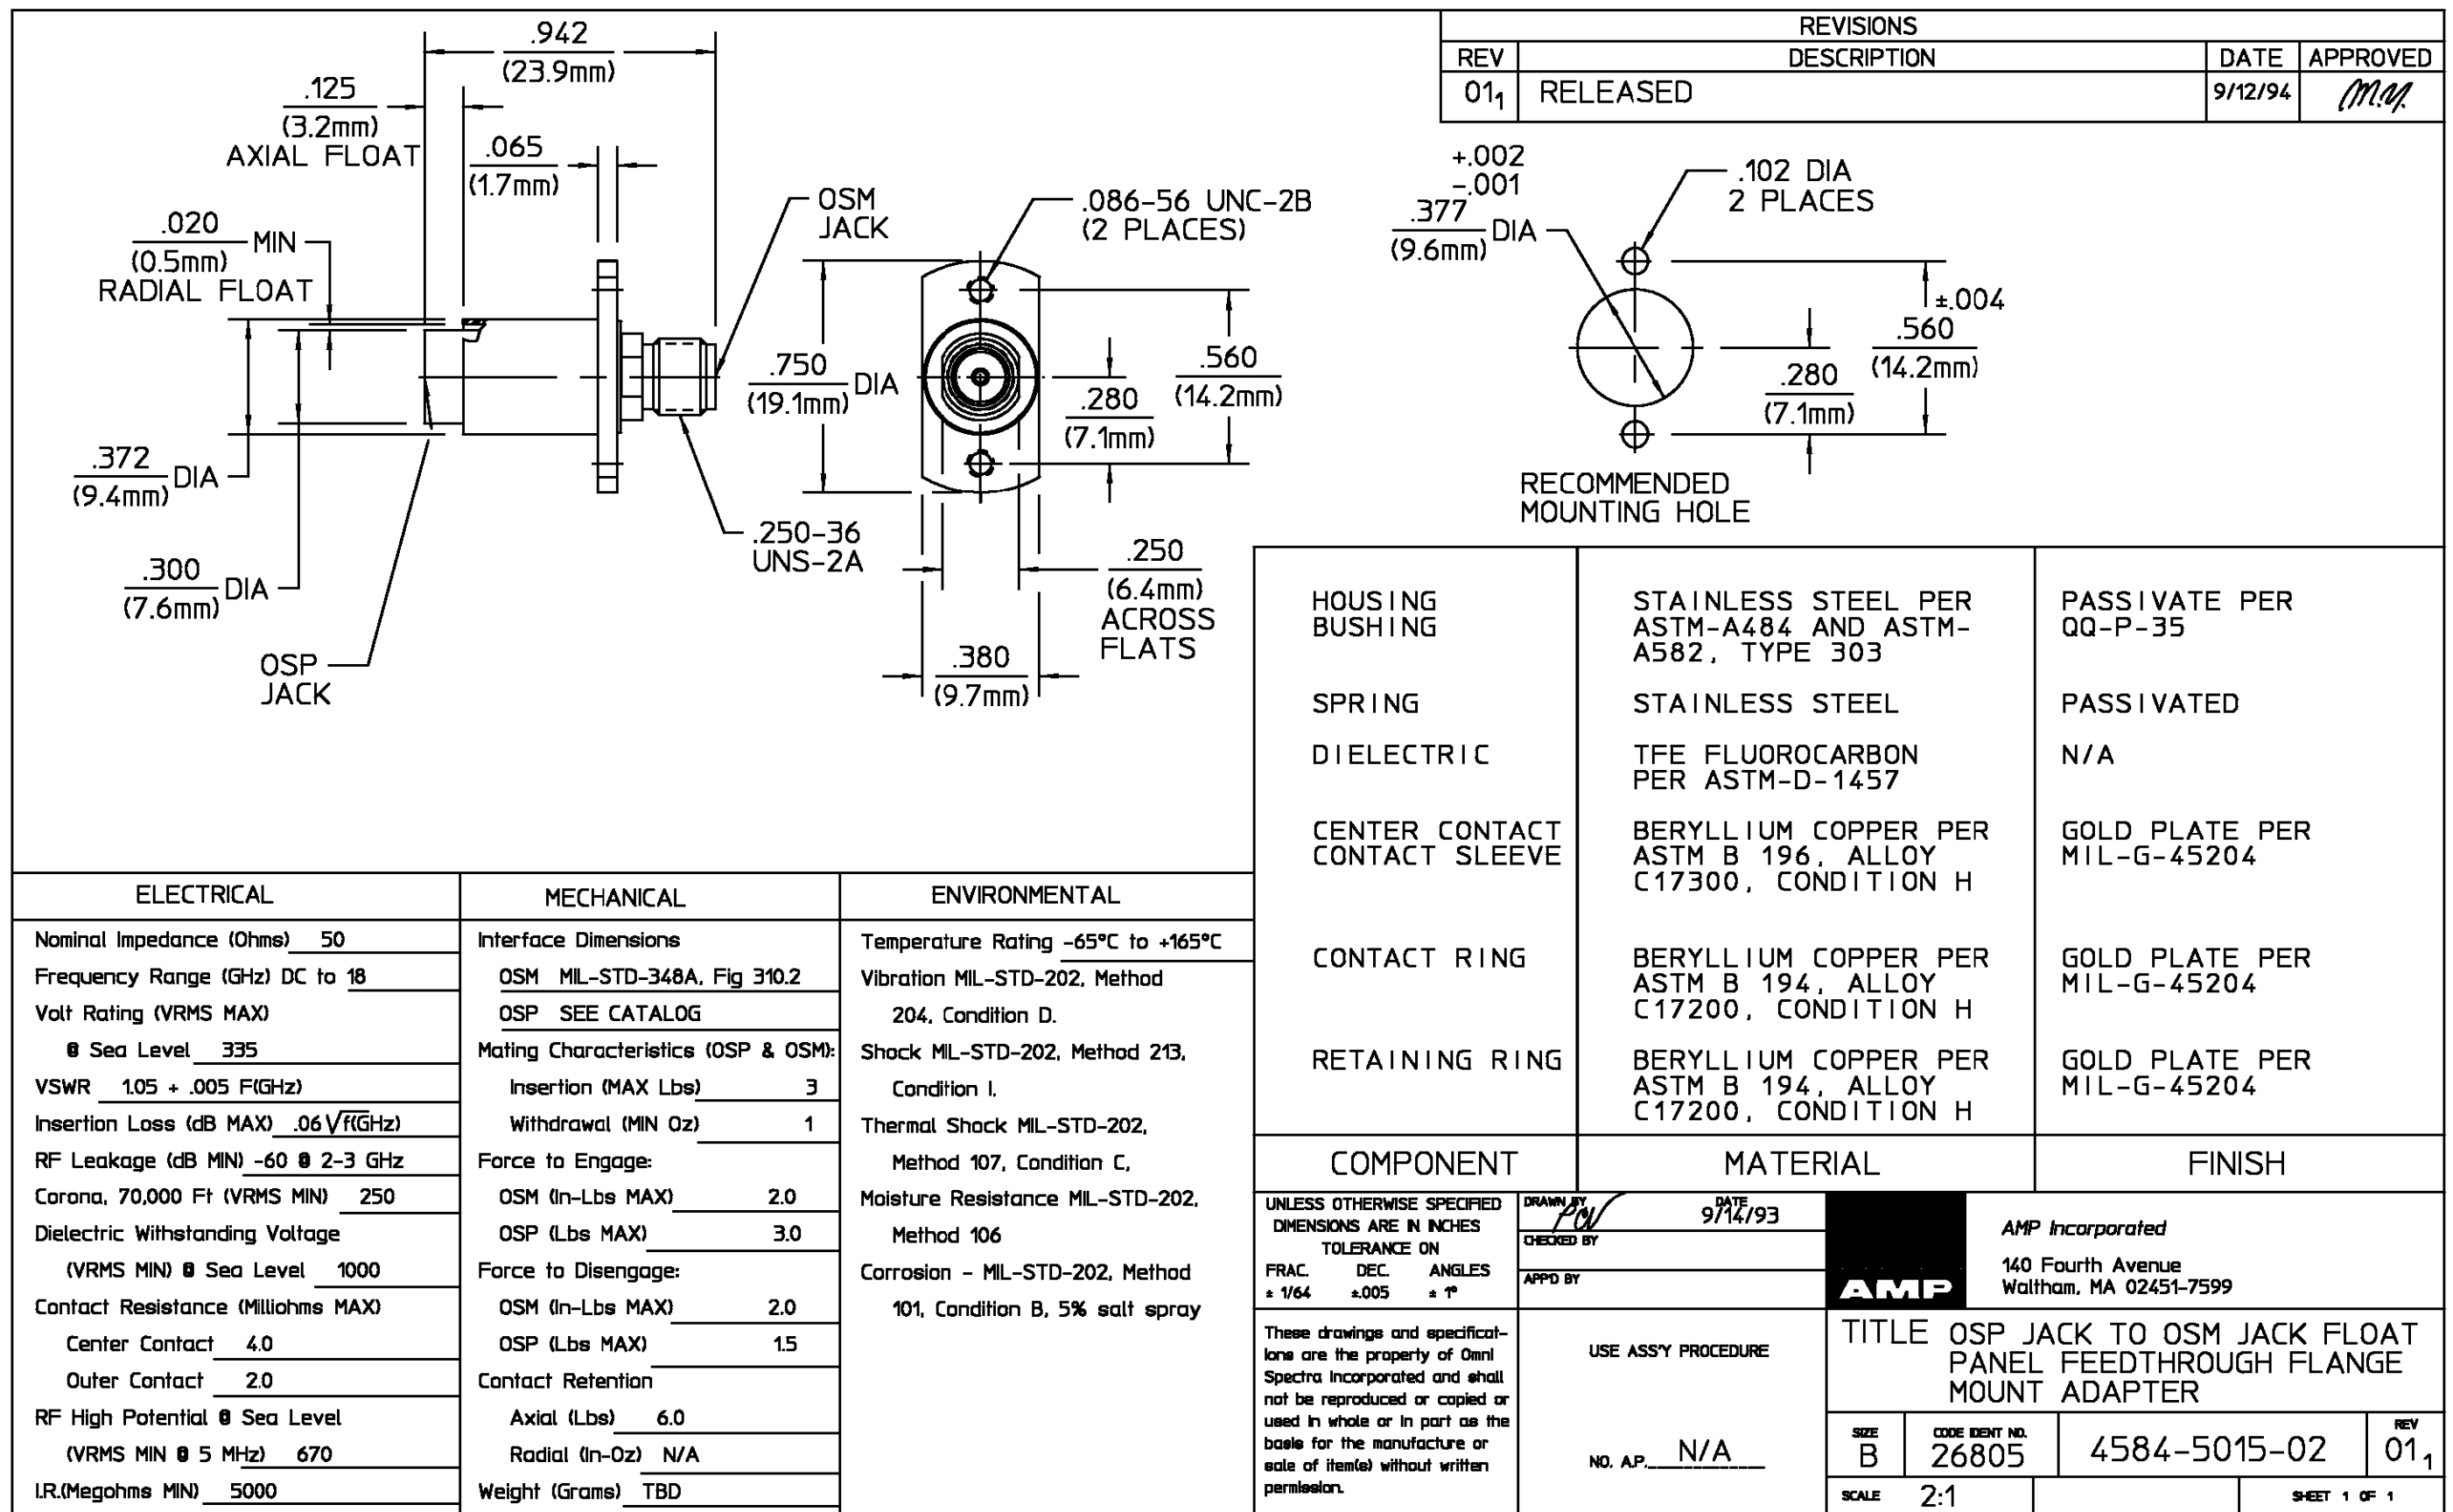 .942
(23.9mm)
.125
(3.2mm)
AXIAL FLOAT
.065
(1.7mm)
.020 MIN
(0.5mm)
RADIAL FLOAT
OSM
JACK
.086-56 UNC-2B
(2 PLACES)
.750 DIA
(19.1mm)
.560
(14.2mm)
.280
(7.1mm)
.372 DIA
(9.4mm)
.300 DIA
(7.6mm)
OSP
JACK
.250-36
UNS-2A
.250
(6.4mm)
ACROSS
FLATS
.380
(9.7mm)
REVISIONS
REV DESCRIPTION DATE APPROVED
01₁ RELEASED 9/12/94 M.Y.
+.002
-.001
.377 DIA
(9.6mm)
.102 DIA
2 PLACES
±.004
.560
(14.2mm)
.280
(7.1mm)
RECOMMENDED
MOUNTING HOLE
HOUSING
BUSHING
STAINLESS STEEL PER
ASTM-A484 AND ASTM-
A582, TYPE 303
PASSIVATE PER
QQ-P-35
SPRING
STAINLESS STEEL
PASSIVATED
DIELECTRIC
TFE FLUOROCARBON
PER ASTM-D-1457
N/A
CENTER CONTACT
CONTACT SLEEVE
BERYLLIUM COPPER PER
ASTM B 196, ALLOY
C17300, CONDITION H
GOLD PLATE PER
MIL-G-45204
CONTACT RING
BERYLLIUM COPPER PER
ASTM B 194, ALLOY
C17200, CONDITION H
GOLD PLATE PER
MIL-G-45204
RETAINING RING
BERYLLIUM COPPER PER
ASTM B 194, ALLOY
C17200, CONDITION H
GOLD PLATE PER
MIL-G-45204
COMPONENT MATERIAL FINISH
ELECTRICAL
Nominal Impedance (Ohms) 50
Frequency Range (GHz) DC to 18
Volt Rating (VRMS MAX)
@ Sea Level 335
VSWR 1.05 + .005 F(GHz)
Insertion Loss (dB MAX) .06√f(GHz)
RF Leakage (dB MIN) -60 @ 2-3 GHz
Corona, 70,000 Ft (VRMS MIN) 250
Dielectric Withstanding Voltage
(VRMS MIN) @ Sea Level 1000
Contact Resistance (Milliohms MAX)
Center Contact 4.0
Outer Contact 2.0
RF High Potential @ Sea Level
(VRMS MIN @ 5 MHz) 670
I.R.(Megohms MIN) 5000
MECHANICAL
Interface Dimensions
OSM MIL-STD-348A, Fig 310.2
OSP SEE CATALOG
Mating Characteristics (OSP & OSM):
Insertion (MAX Lbs) 3
Withdrawal (MIN Oz) 1
Force to Engage:
OSM (In-Lbs MAX) 2.0
OSP (Lbs MAX) 3.0
Force to Disengage:
OSM (In-Lbs MAX) 2.0
OSP (Lbs MAX) 1.5
Contact Retention
Axial (Lbs) 6.0
Radial (In-Oz) N/A
Weight (Grams) TBD
ENVIRONMENTAL
Temperature Rating -65°C to +165°C
Vibration MIL-STD-202, Method
204, Condition D.
Shock MIL-STD-202, Method 213,
Condition I.
Thermal Shock MIL-STD-202,
Method 107, Condition C,
Moisture Resistance MIL-STD-202,
Method 106
Corrosion - MIL-STD-202, Method
101, Condition B, 5% salt spray
UNLESS OTHERWISE SPECIFIED
DIMENSIONS ARE IN INCHES
TOLERANCE ON
FRAC. DEC. ANGLES
± 1/64 ±.005 ± 1°
These drawings and specificat-
ions are the property of Omni
Spectra Incorporated and shall
not be reproduced or copied or
used in whole or in part as the
basis for the manufacture or
sale of item(s) without written
permission.
DRAWN BY DATE
9/14/93
CHECKED BY
APP'D BY
USE ASS'Y PROCEDURE
NO. A.P. N/A
AMP
AMP Incorporated
140 Fourth Avenue
Waltham, MA 02451-7599
TITLE OSP JACK TO OSM JACK FLOAT
PANEL FEEDTHROUGH FLANGE
MOUNT ADAPTER
SIZE CODE IDENT NO. REV
B 26805 4584-5015-02 01₁
SCALE 2:1 SHEET 1 OF 1